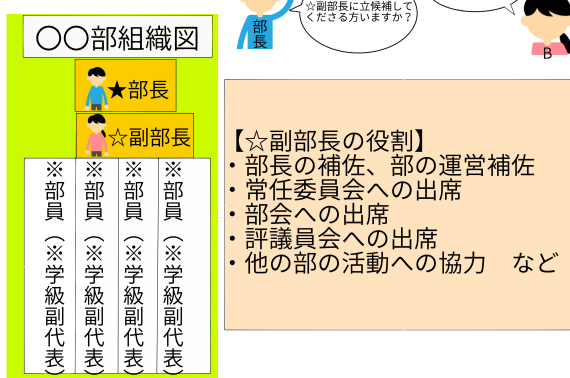 〇〇部組織図
★部長
☆副部長
※部員（※学級副代表）
※部員（※学級副代表）
※部員（※学級副代表）
※部員（※学級副代表）
部長
☆副部長に立候補して
くださる方いますか？
B
【☆副部長の役割】
・部長の補佐、部の運営補佐
・常任委員会への出席
・部会への出席
・評議員会への出席
・他の部の活動への協力　など